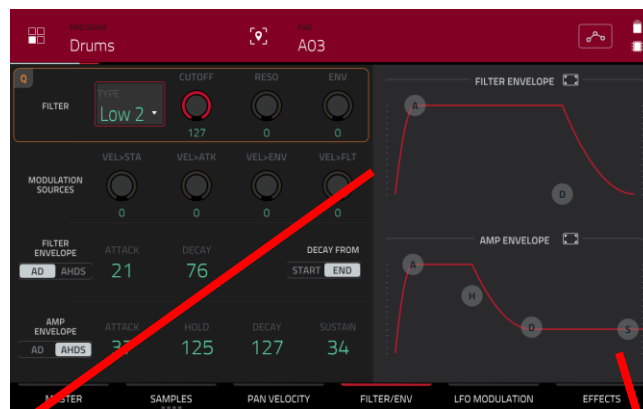 PROGRAM
Drums
PAD
A03
Q
FILTER
TYPE
Low 2
CUTOFF
127
RESO
0
ENV
0
FILTER ENVELOPE
A
D
MODULATION
SOURCES
VEL>STA
0
VEL>ATK
0
VEL>ENV
0
VEL>FLT
0
FILTER
ENVELOPE
AD AHDS
ATTACK
21
DECAY
76
DECAY FROM
START END
AMP ENVELOPE
A
H
D
S
AMP
ENVELOPE
AD AHDS
ATTACK
HOLD
125
DECAY
127
SUSTAIN
34
MASTER
SAMPLES
PAN VELOCITY
FILTER/ENV
LFO MODULATION
EFFECTS